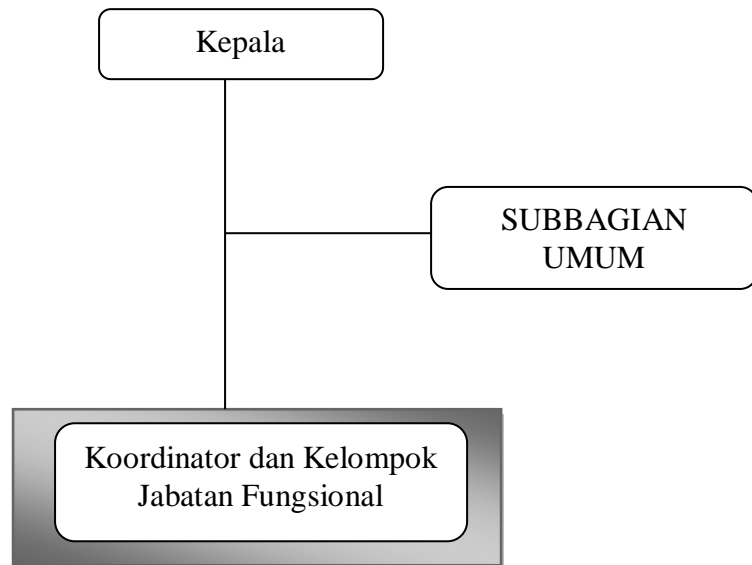 Kepala
SUBBAGIAN
UMUM
Koordinator dan Kelompok
Jabatan Fungsional